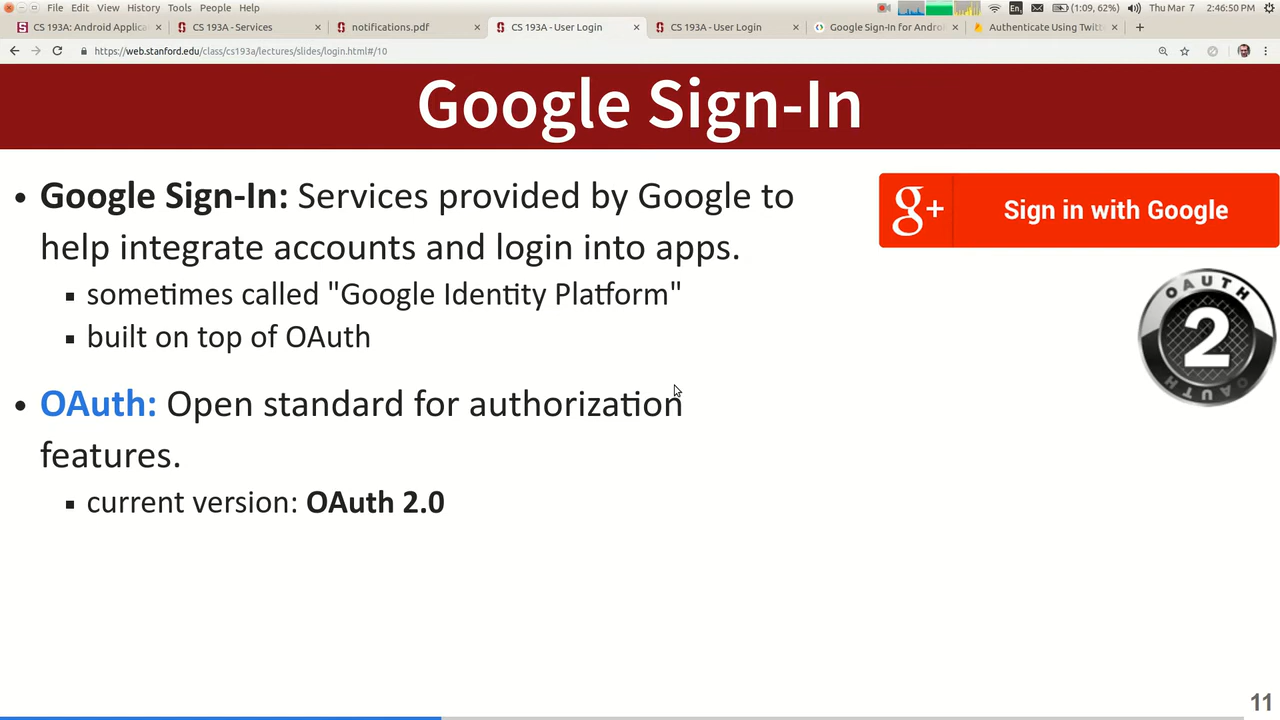 File Edit View History Tools People Help
En (1:09, 62%) Thu Mar 7 2:46:50 PM
CS 193A: Android Applica × CS 193A - Services × notifications.pdf × CS 193A - User Login × CS 193A - User Login × Google Sign-In for Androi × Authenticate Using Twitt ×
https://web.stanford.edu/class/cs193a/lectures/slides/login.html#/10
Google Sign-In
• Google Sign-In: Services provided by Google to
help integrate accounts and login into apps.
▪ sometimes called "Google Identity Platform"
▪ built on top of OAuth
• OAuth: Open standard for authorization
features.
▪ current version: OAuth 2.0
g+ Sign in with Google
OAUTH
2
OAUTH
11